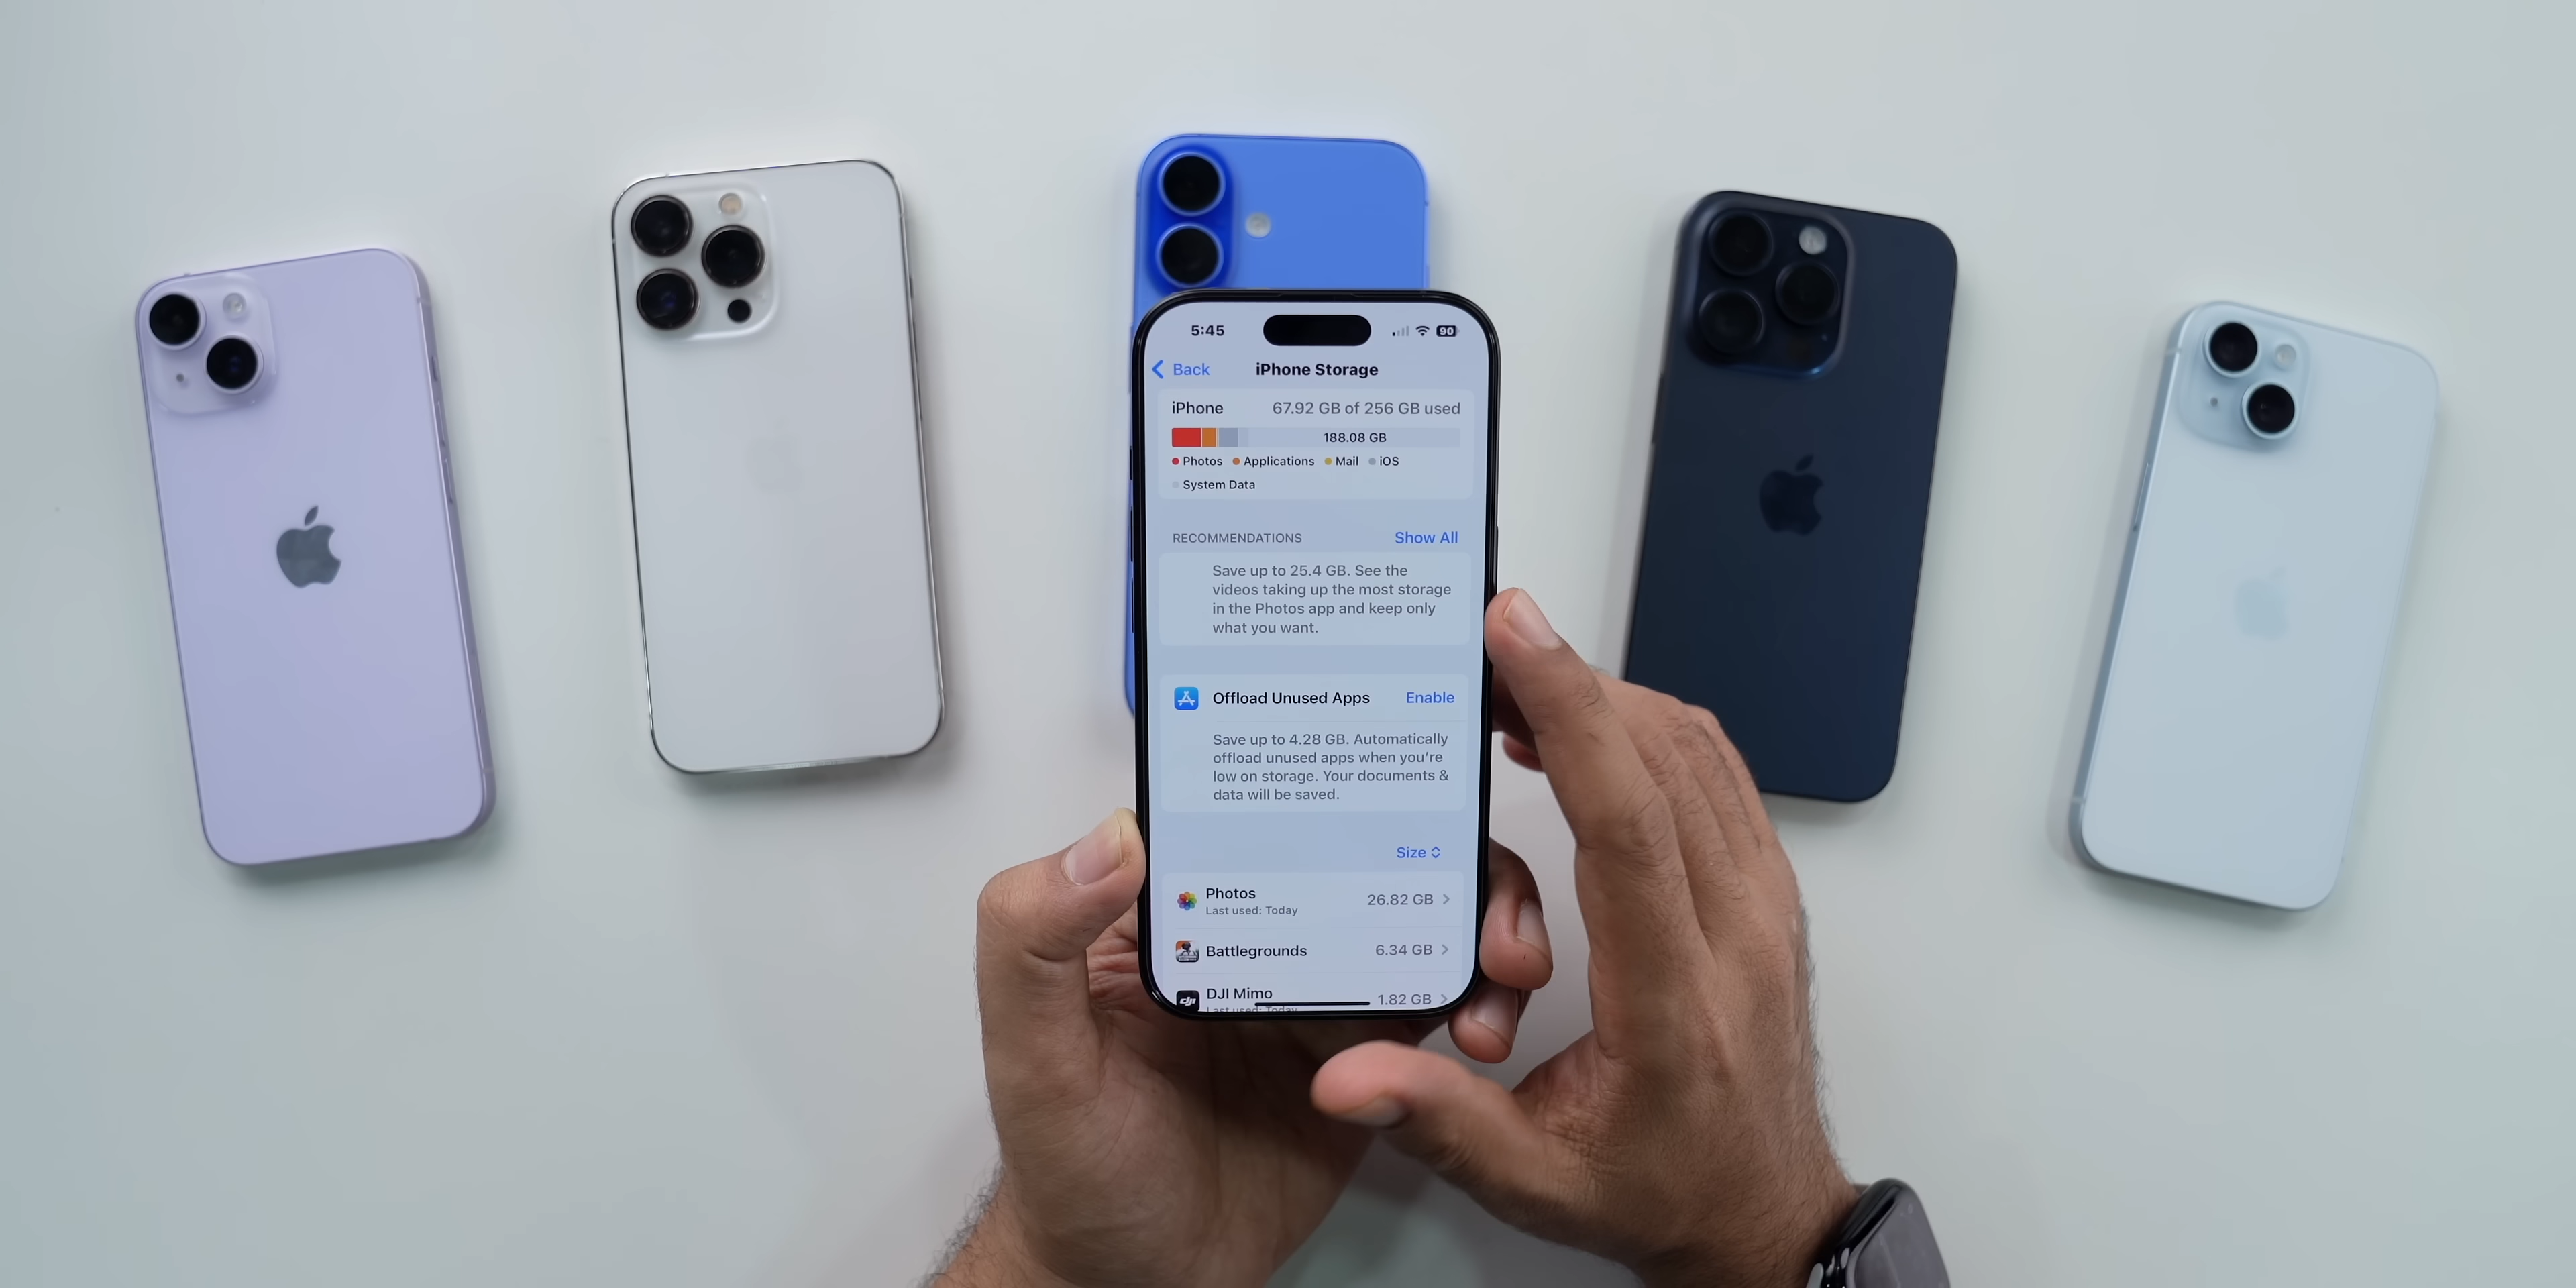 5:45
90
Back
iPhone Storage
iPhone
67.92 GB of 256 GB used
188.08 GB
Photos
Applications
Mail
iOS
System Data
RECOMMENDATIONS
Show All
Save up to 25.4 GB. See the
videos taking up the most storage
in the Photos app and keep only
what you want.
Offload Unused Apps
Enable
Save up to 4.28 GB. Automatically
offload unused apps when you're
low on storage. Your documents &
data will be saved.
Size
Photos
26.82 GB
Last used: Today
Battlegrounds
6.34 GB
dji
DJI Mimo
1.82 GB
Last used: Today